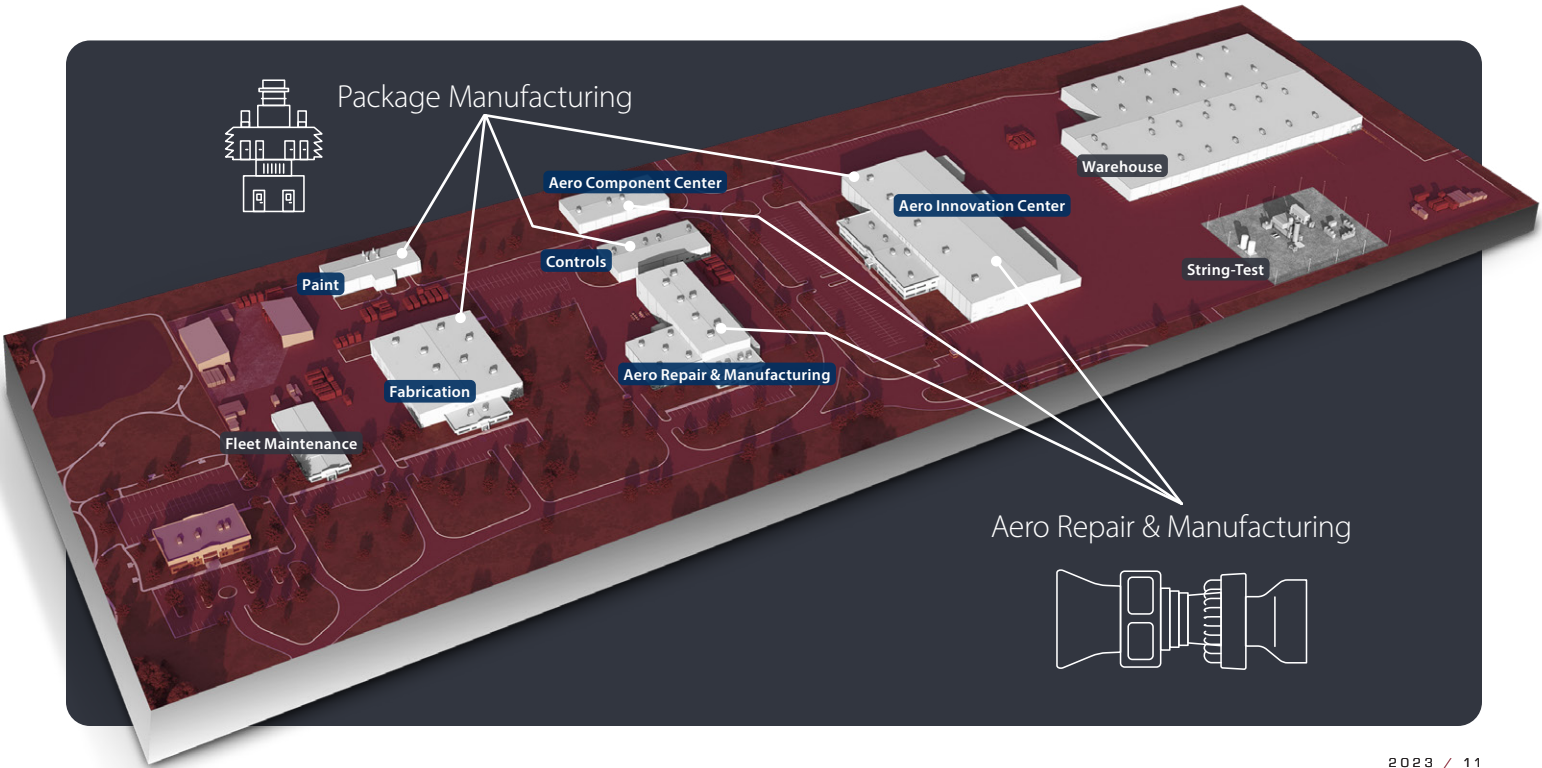 Package Manufacturing
Warehouse
Aero Component Center
Aero Innovation Center
Controls
String-Test
Paint
Aero Repair & Manufacturing
Fabrication
Fleet Maintenance
Aero Repair & Manufacturing
2023 / 11